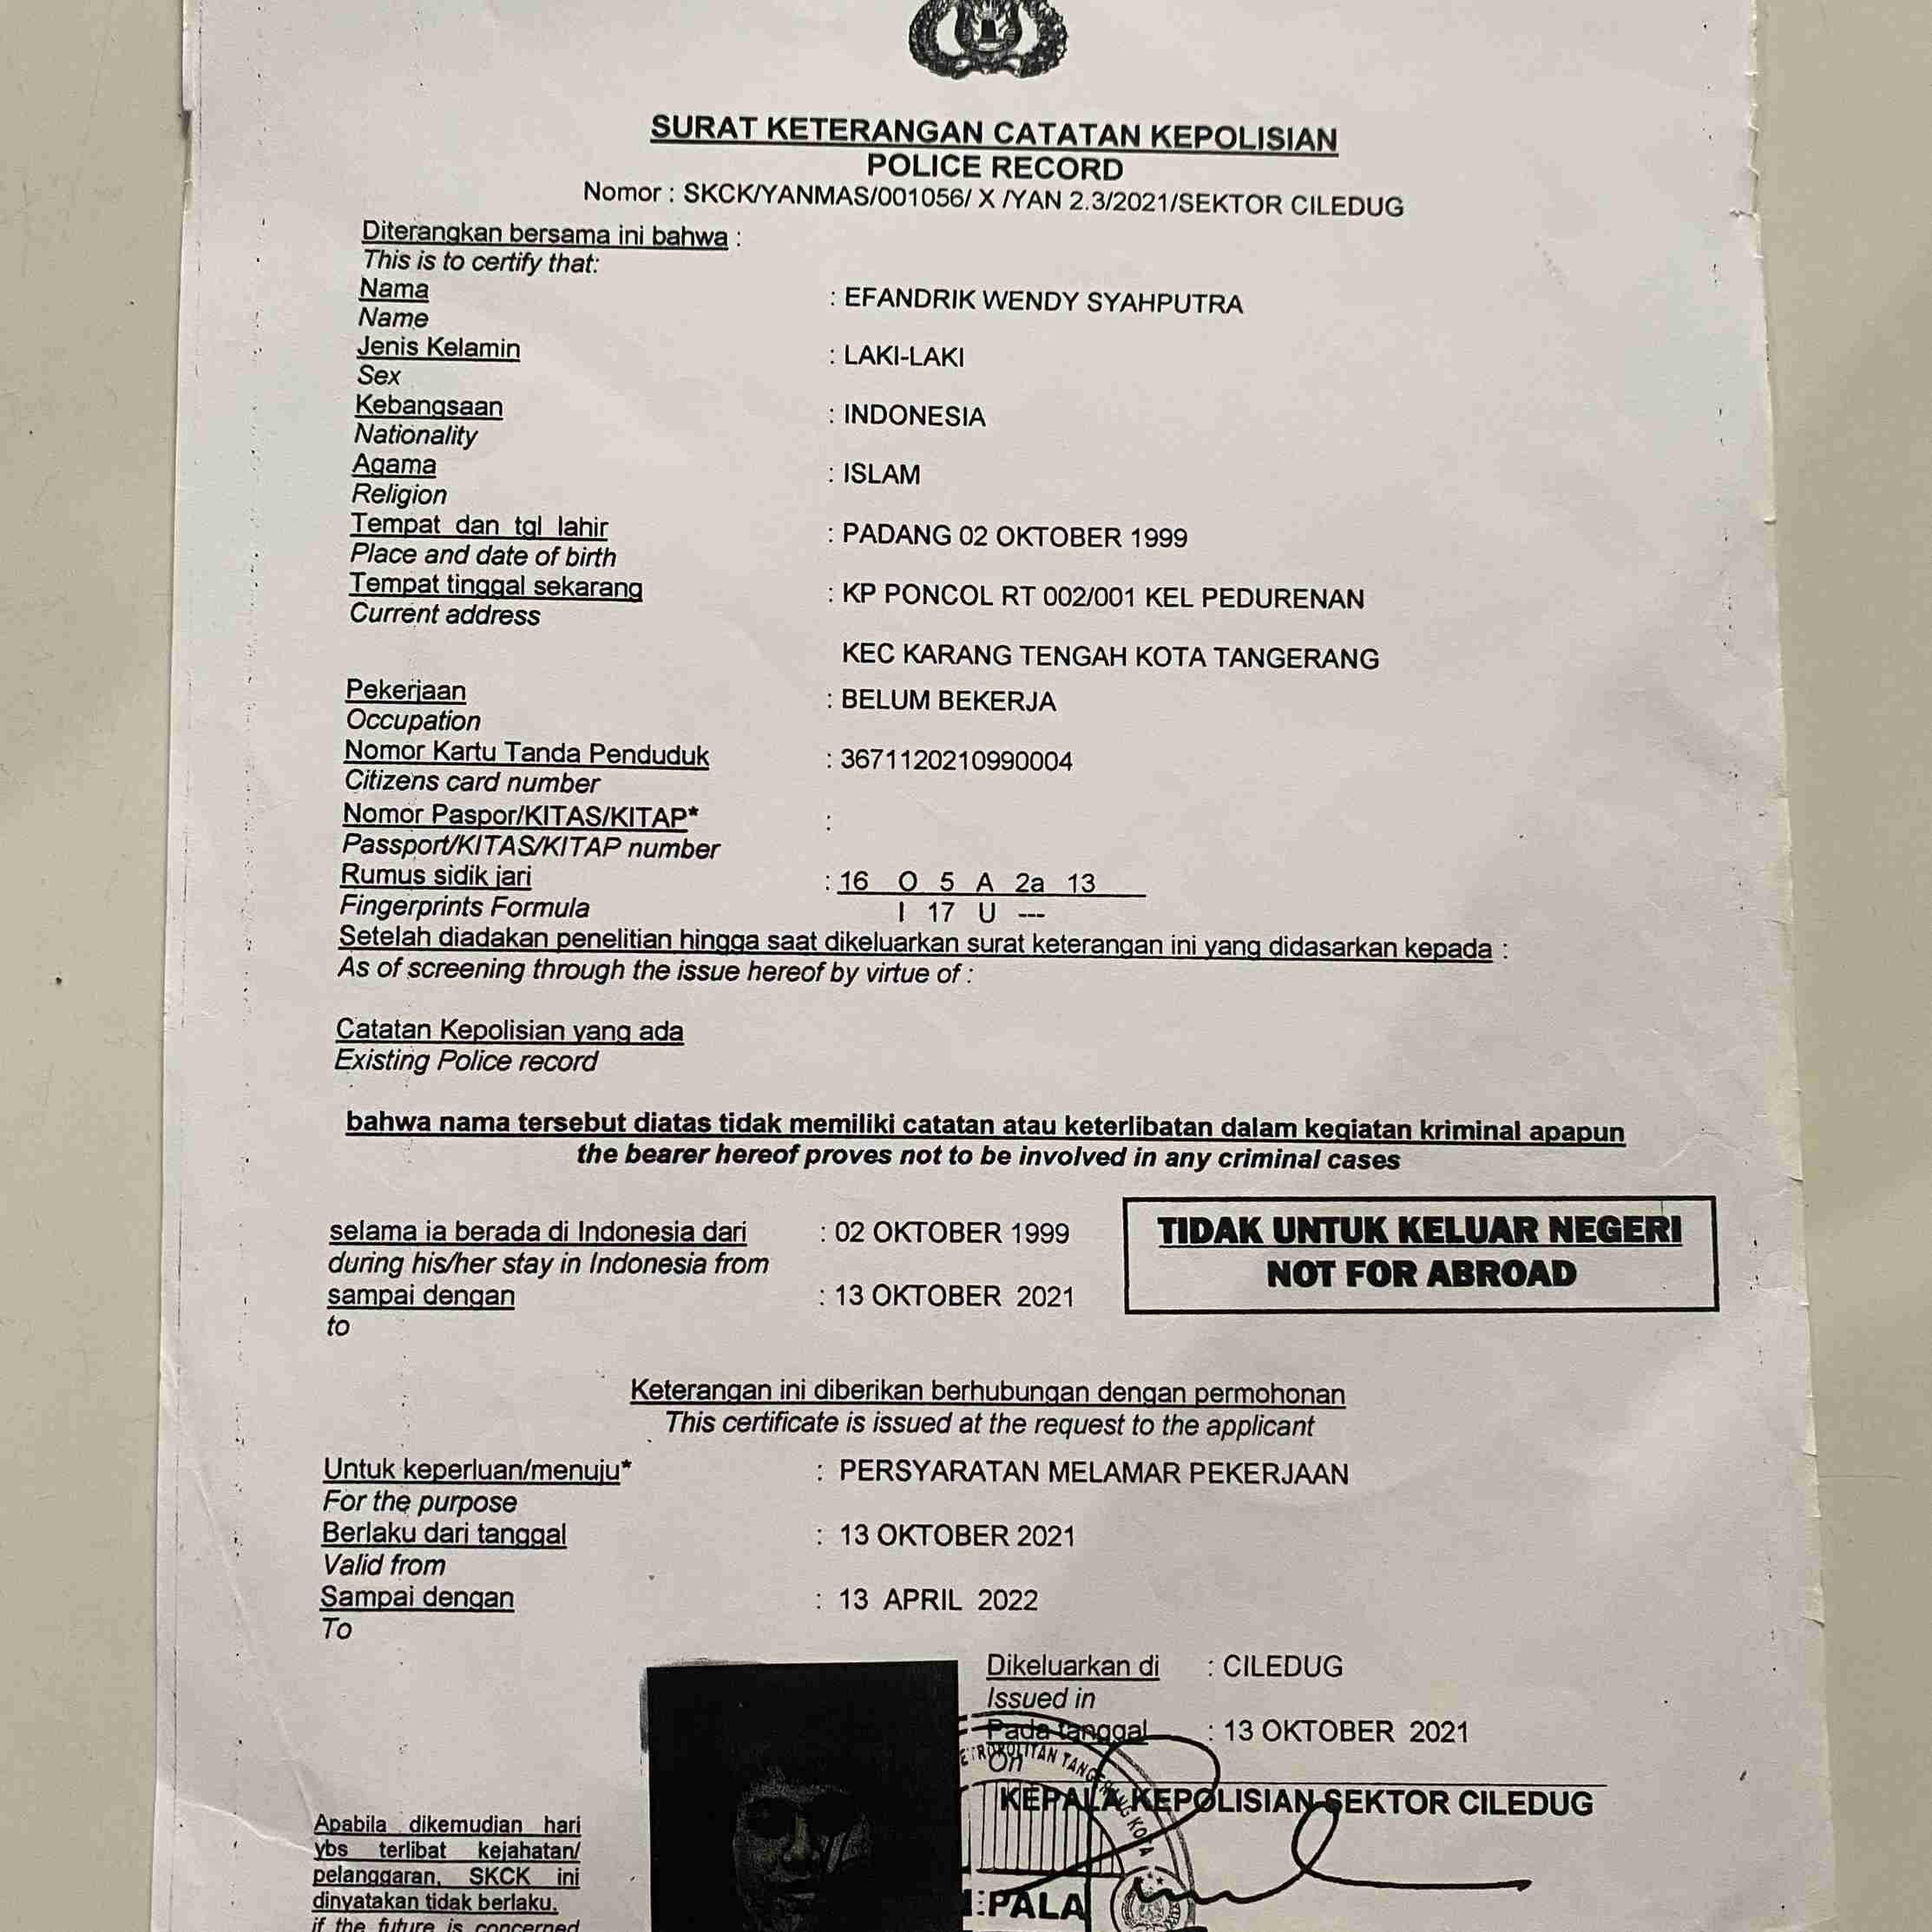 SURAT KETERANGAN CATATAN KEPOLISIAN
POLICE RECORD
Nomor : SKCK/YANMAS/001056/ X /YAN 2.3/2021/SEKTOR CILEDUG
Diterangkan bersama ini bahwa :
This is to certify that:
Nama : EFANDRIK WENDY SYAHPUTRA
Name
Jenis Kelamin : LAKI-LAKI
Sex
Kebangsaan : INDONESIA
Nationality
Agama : ISLAM
Religion
Tempat dan tgl lahir : PADANG 02 OKTOBER 1999
Place and date of birth
Tempat tinggal sekarang : KP PONCOL RT 002/001 KEL PEDURENAN
Current address
KEC KARANG TENGAH KOTA TANGERANG
Pekerjaan : BELUM BEKERJA
Occupation
Nomor Kartu Tanda Penduduk : 3671120210990004
Citizens card number
Nomor Paspor/KITAS/KITAP* :
Passport/KITAS/KITAP number
Rumus sidik jari : 16 O 5 A 2a 13
Fingerprints Formula I 17 U ---
Setelah diadakan penelitian hingga saat dikeluarkan surat keterangan ini yang didasarkan kepada :
As of screening through the issue hereof by virtue of :
Catatan Kepolisian yang ada
Existing Police record
bahwa nama tersebut diatas tidak memiliki catatan atau keterlibatan dalam kegiatan kriminal apapun
the bearer hereof proves not to be involved in any criminal cases
selama ia berada di Indonesia dari : 02 OKTOBER 1999
during his/her stay in Indonesia from
sampai dengan : 13 OKTOBER 2021
to
TIDAK UNTUK KELUAR NEGERI
NOT FOR ABROAD
Keterangan ini diberikan berhubungan dengan permohonan
This certificate is issued at the request to the applicant
Untuk keperluan/menuju* : PERSYARATAN MELAMAR PEKERJAAN
For the purpose
Berlaku dari tanggal : 13 OKTOBER 2021
Valid from
Sampai dengan : 13 APRIL 2022
To
Dikeluarkan di : CILEDUG
Issued in
Pada tanggal : 13 OKTOBER 2021
On
KEPALA KEPOLISIAN SEKTOR CILEDUG
TANGERANG KOTA
PALA
Apabila dikemudian hari
ybs terlibat kejahatan/
pelanggaran, SKCK ini
dinyatakan tidak berlaku.
if the future is concerned